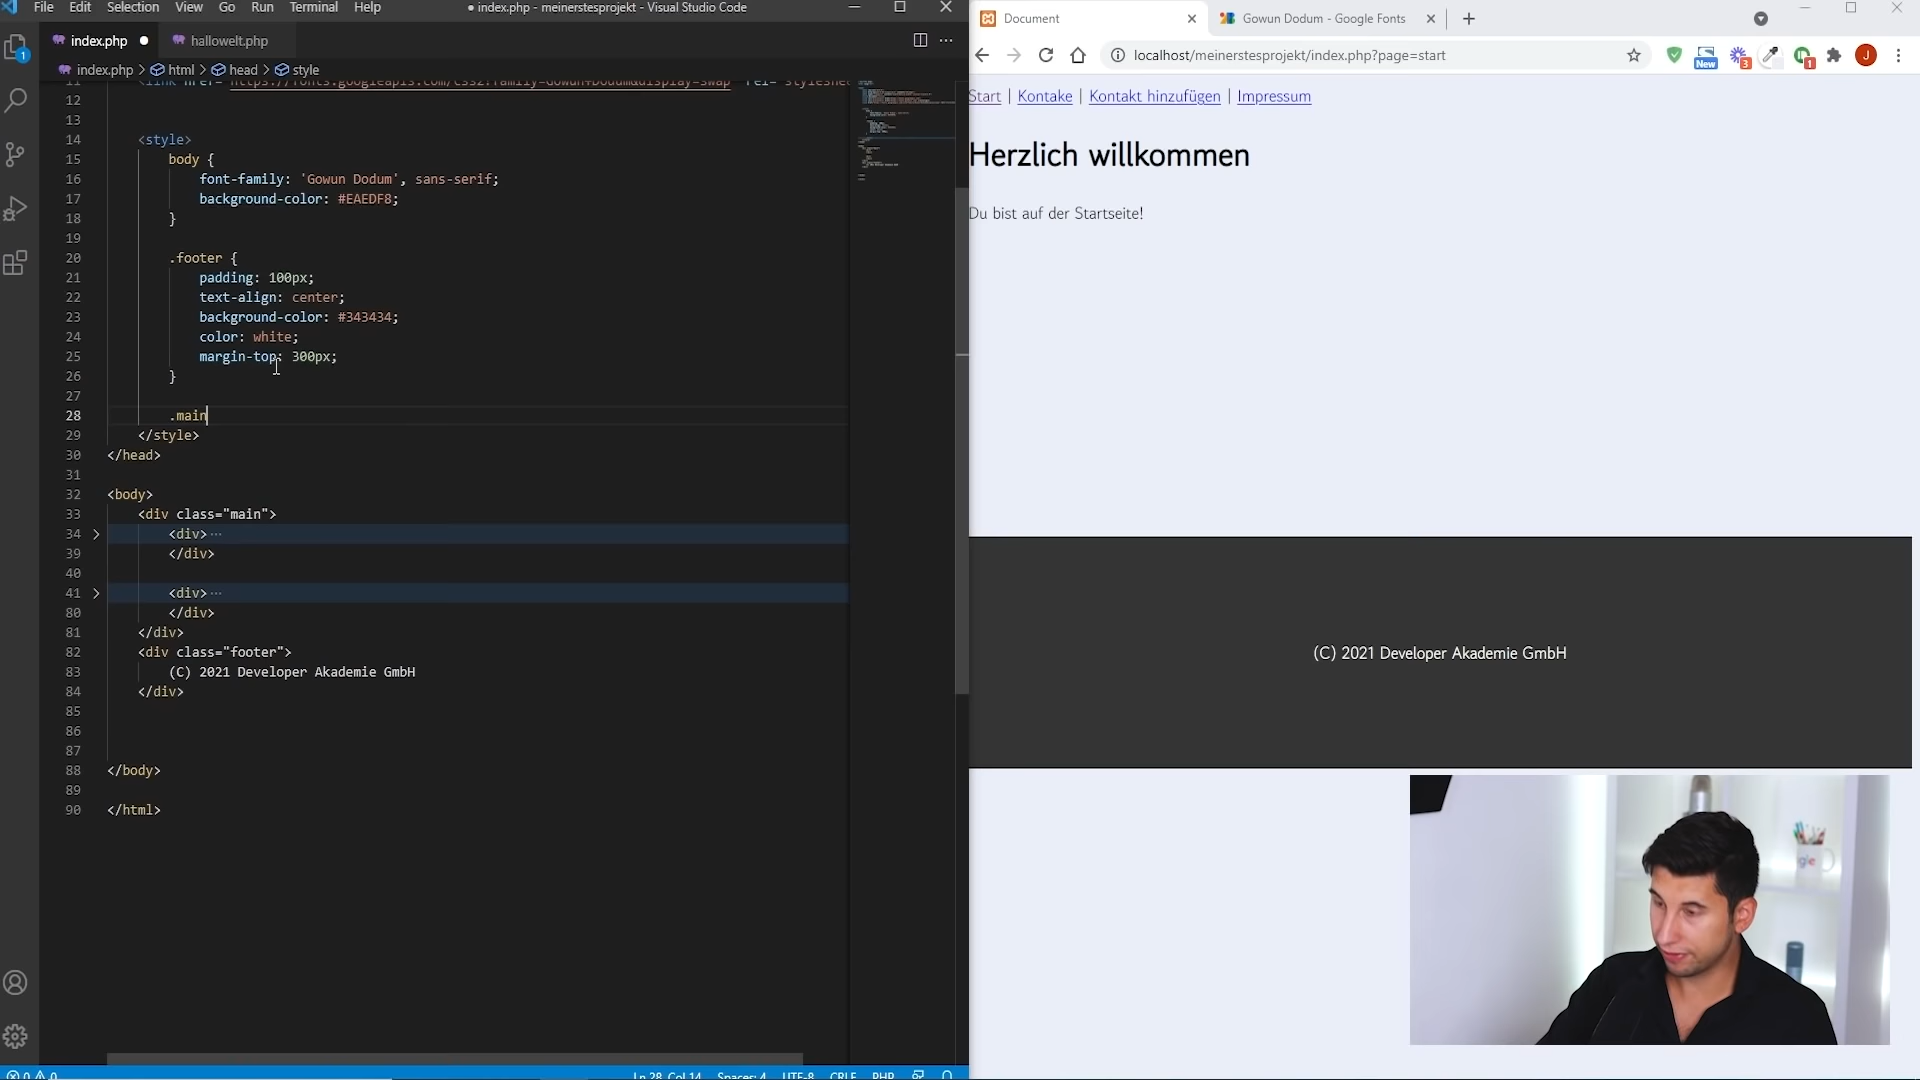 File Edit Selection View Go Run Terminal Help
● index.php - meinerstesprojekt - Visual Studio Code
index.php ●
hallowelt.php
index.php > html > head > style
1
12
13
14 <style>
15 body {
16 font-family: 'Gowun Dodum', sans-serif;
17 background-color: #EAEDF8;
18 }
19
20 .footer {
21 padding: 100px;
22 text-align: center;
23 background-color: #343434;
24 color: white;
25 margin-top: 300px;
26 }
27
28 .main
29 </style>
30 </head>
31
32 <body>
33 <div class="main">
34 <div> ···
39 </div>
40
41 <div> ···
80 </div>
81 </div>
82 <div class="footer">
83 (C) 2021 Developer Akademie GmbH
84 </div>
85
86
87
88 </body>
89
90 </html>
Ln 28, Col 14 Spaces: 4 UTF-8 CRLF PHP
Document
Gowun Dodum - Google Fonts
localhost/meinerstesprojekt/index.php?page=start
New
3
1
J
Start | Kontake | Kontakt hinzufügen | Impressum
Herzlich willkommen
Du bist auf der Startseite!
(C) 2021 Developer Akademie GmbH